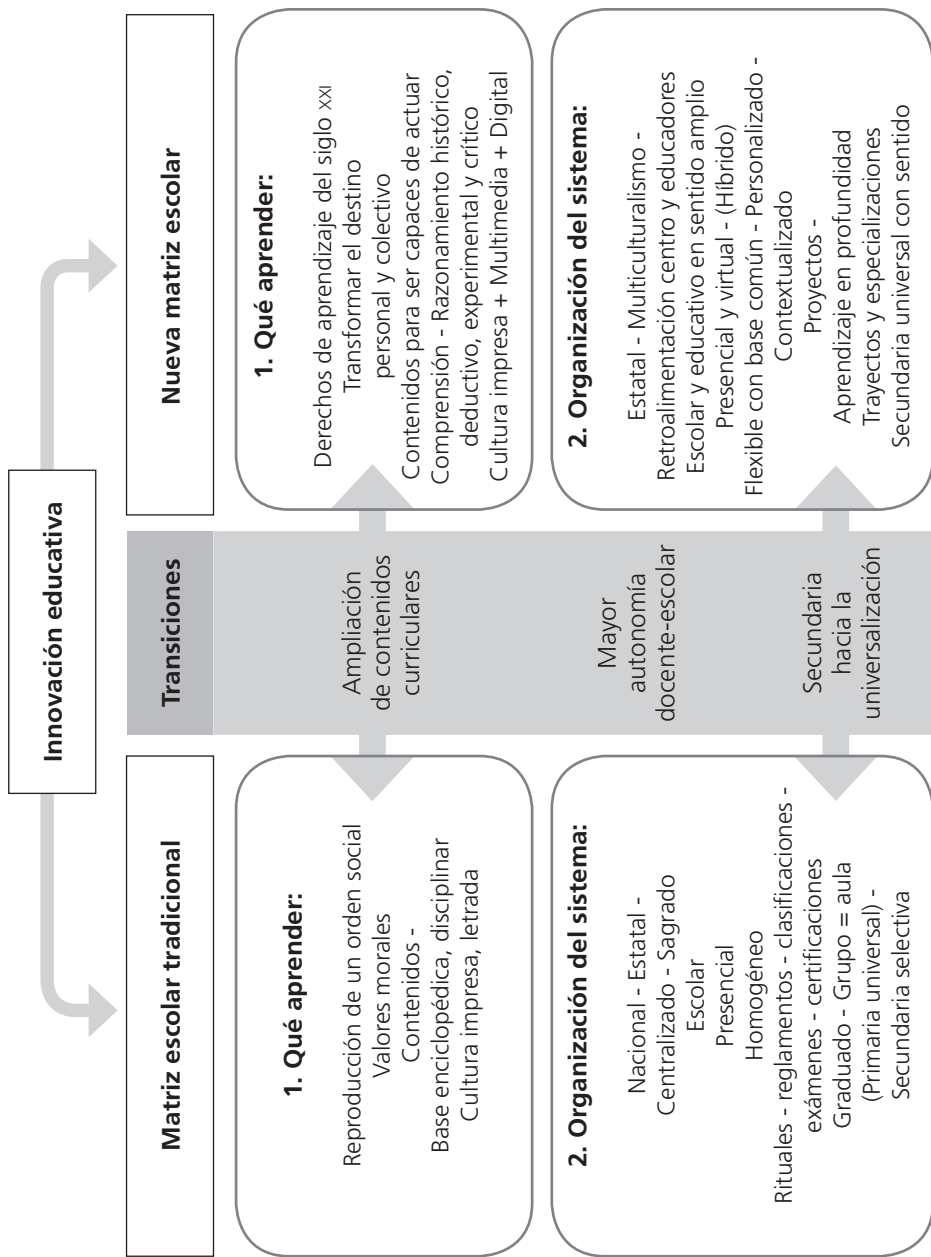 Innovación educativa
Matriz escolar tradicional
Transiciones
Nueva matriz escolar
1. Qué aprender:
Reproducción de un orden social
Valores morales
Contenidos -
Base enciclopédica, disciplinar
Cultura impresa, letrada
Ampliación
de contenidos
curriculares
1. Qué aprender:
Derechos de aprendizaje del siglo XXI
Transformar el destino
personal y colectivo
Contenidos para ser capaces de actuar
Comprensión - Razonamiento histórico,
deductivo, experimental y crítico
Cultura impresa + Multimedia + Digital
2. Organización del sistema:
Nacional - Estatal -
Centralizado - Sagrado
Escolar
Presencial
Homogéneo
Rituales - reglamentos - clasificaciones -
exámenes - certificaciones
Graduado - Grupo = aula
(Primaria universal) -
Secundaria selectiva
Mayor
autonomía
docente-escolar
Secundaria
hacia la
universalización
2. Organización del sistema:
Estatal - Multiculturalismo -
Retroalimentación centro y educadores
Escolar y educativo en sentido amplio
Presencial y virtual - (Híbrido)
Flexible con base común - Personalizado -
Contextualizado
Proyectos -
Aprendizaje en profundidad
Trayectos y especializaciones
Secundaria universal con sentido